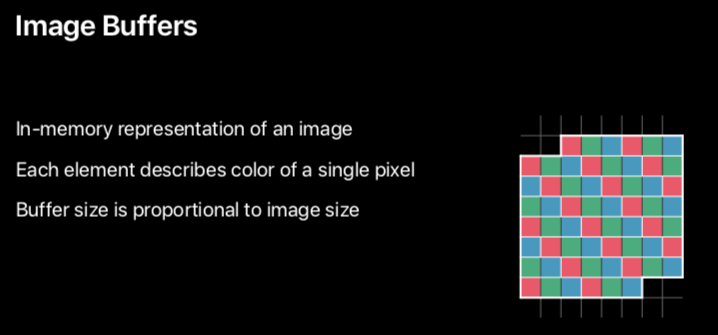 Image Buffers
In-memory representation of an image
Each element describes color of a single pixel
Buffer size is proportional to image size